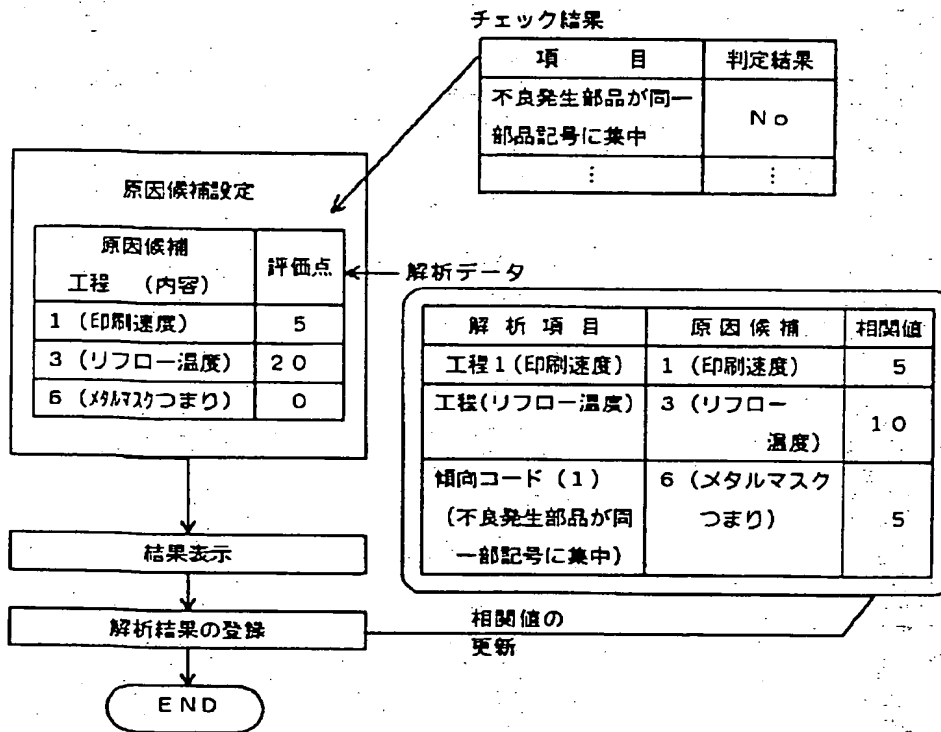 チェック結果
項 目 判定結果
不良発生部品が同一
部品記号に集中
No
⋮ ⋮
原因候補設定
原因候補
工程 (内容)
評価点
1 (印刷速度) 5
3 (リフロー温度) 20
6 (メタルマスクつまり) 0
解析データ
解析項目 原因候補 相関値
工程1(印刷速度) 1 (印刷速度) 5
工程(リフロー温度) 3 (リフロー
温度)
10
傾向コード (1)
(不良発生部品が同
一部記号に集中)
6 (メタルマスク
つまり)
5
結果表示
解析結果の登録
相関値の
更新
END